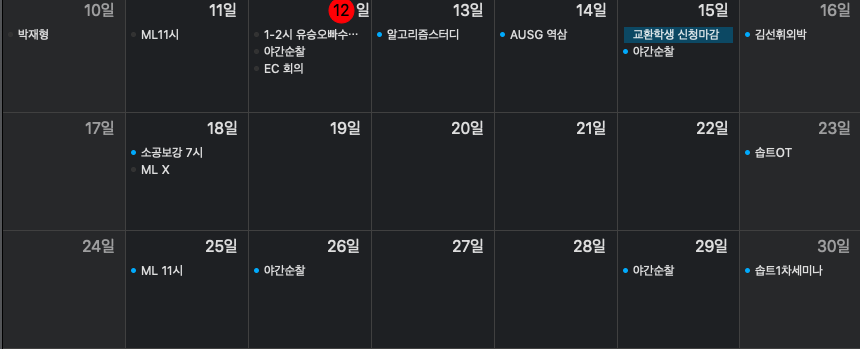 10일
11일
12일
13일
14일
15일
16일
박재형
ML11시
1-2시 유승오빠수…
야간순찰
EC 회의
알고리즘스터디
AUSG 역삼
교환학생 신청마감
야간순찰
김선휘외박
17일
18일
19일
20일
21일
22일
23일
소공보강 7시
ML X
솝트OT
24일
25일
26일
27일
28일
29일
30일
ML 11시
야간순찰
야간순찰
솝트1차세미나